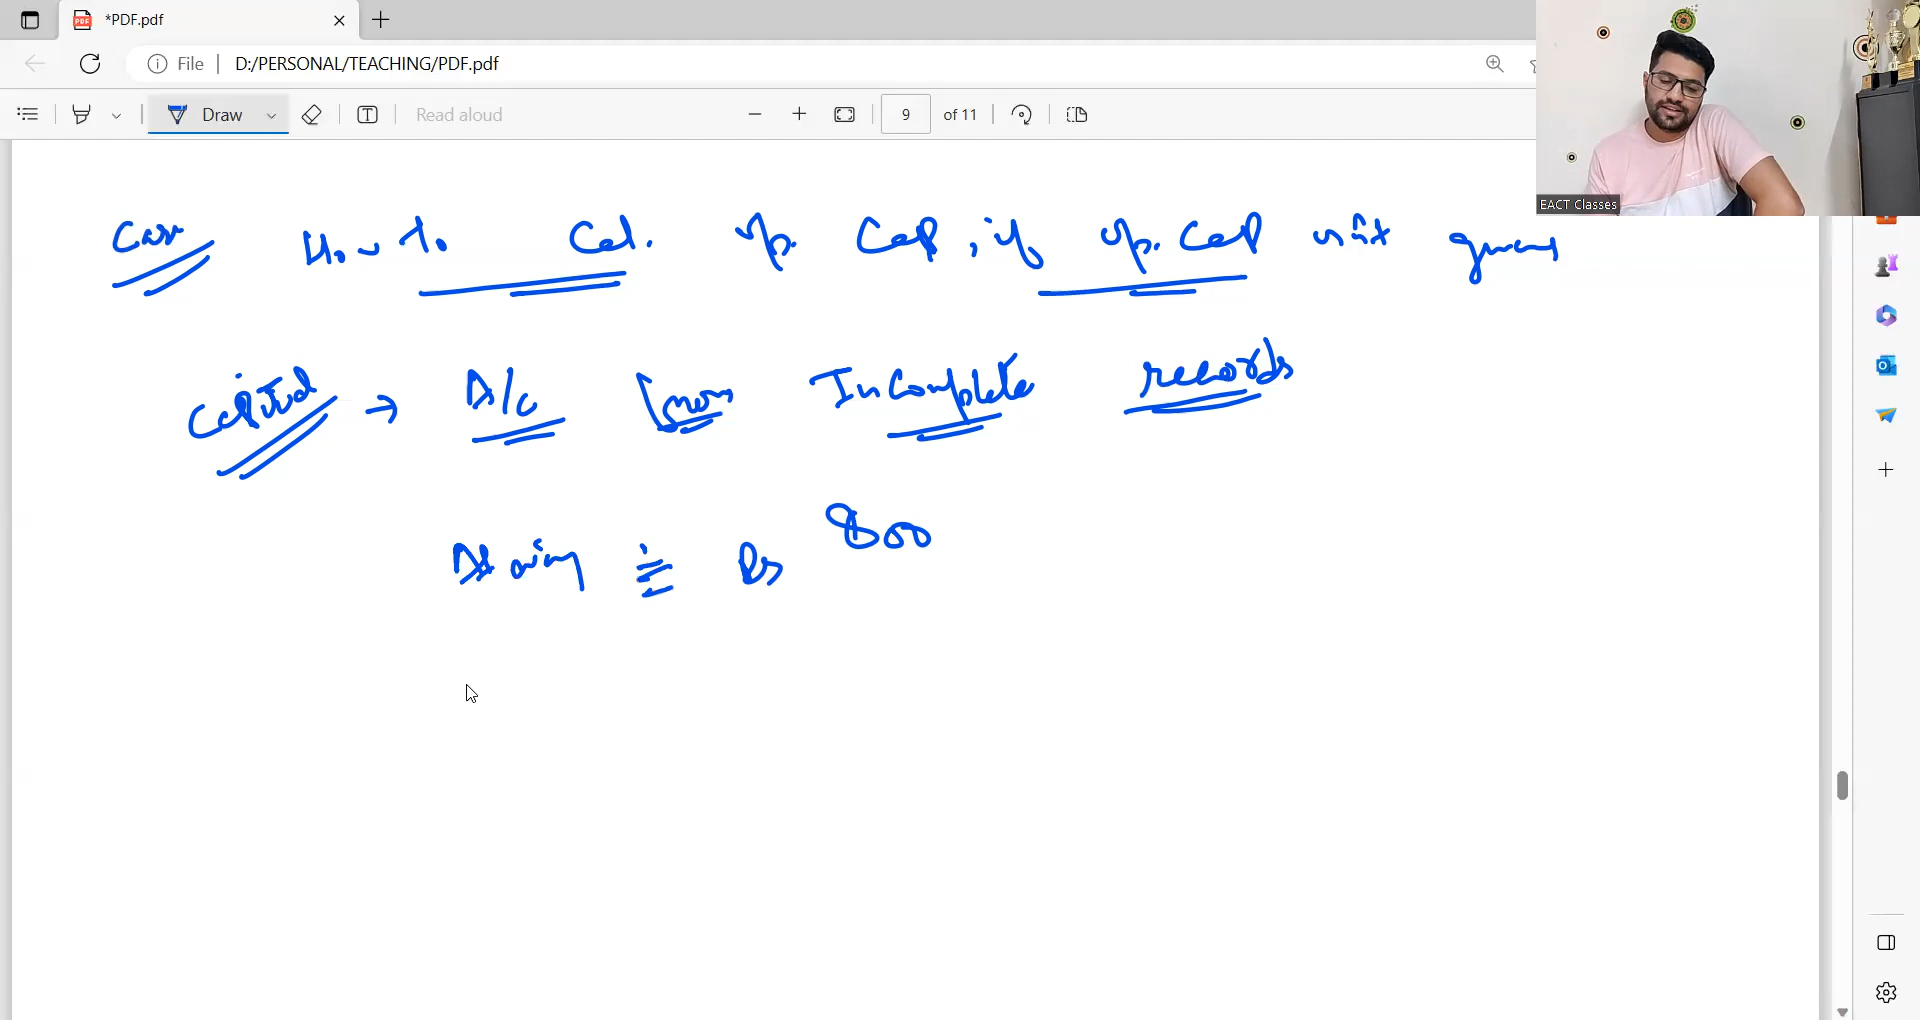 *PDF.pdf
File D:/PERSONAL/TEACHING/PDF.pdf
Draw Read aloud 9 of 11
EACT Classes
Case How to Cal. op. Cap, if op. Cap not given
Capital → A/c from Incomplete records
Drawing = Rs 800